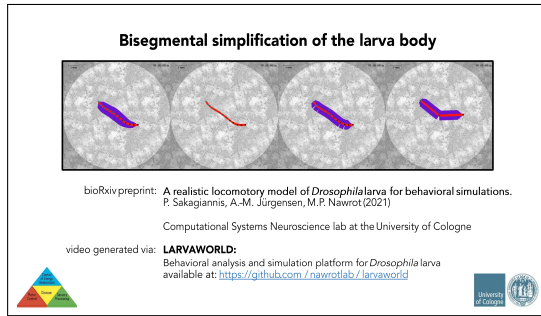 Bisegmental simplification of the larva body
bioRxiv preprint: A realistic locomotory model of Drosophila larva for behavioral simulations.
P. Sakagiannis, A.-M. Jürgensen, M.P. Nawrot (2021)
Computational Systems Neuroscience lab at the University of Cologne
video generated via: LARVAWORLD:
Behavioral analysis and simulation platform for Drosophila larva
available at: https://github.com/nawrotlab/larvaworld
University
of Cologne